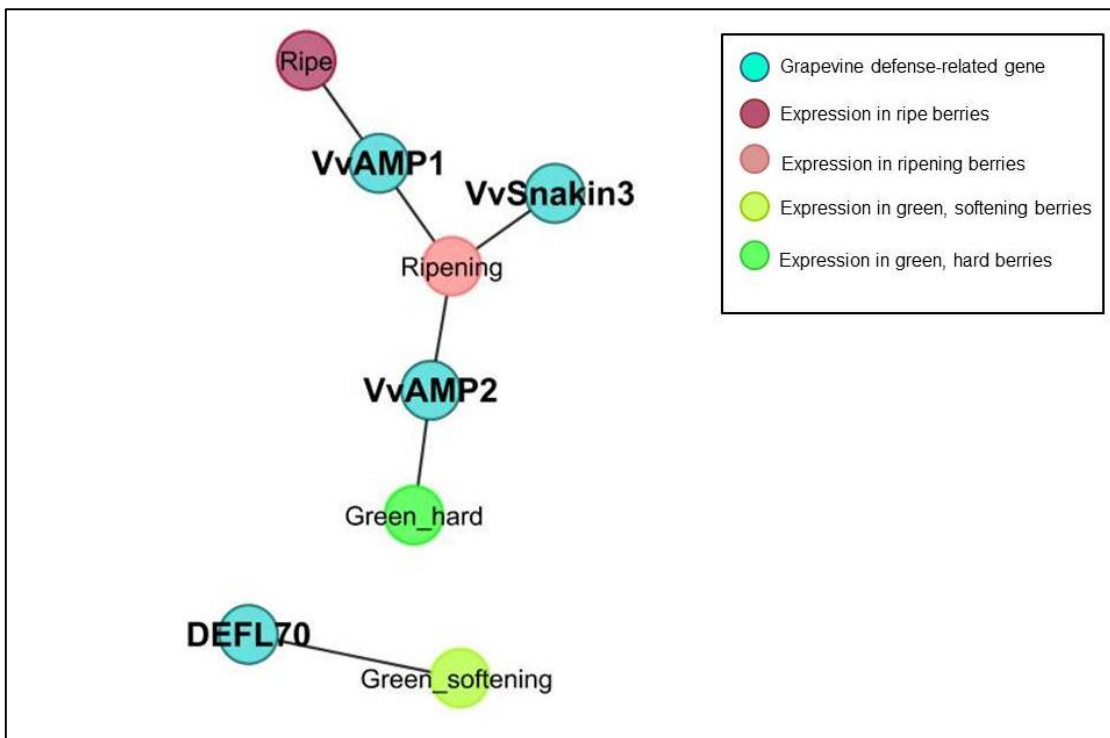 Ripe
VvAMP1
VvSnakin3
Ripening
VvAMP2
Green_hard
DEFL70
Green_softening
Grapevine defense-related gene
Expression in ripe berries
Expression in ripening berries
Expression in green, softening berries
Expression in green, hard berries